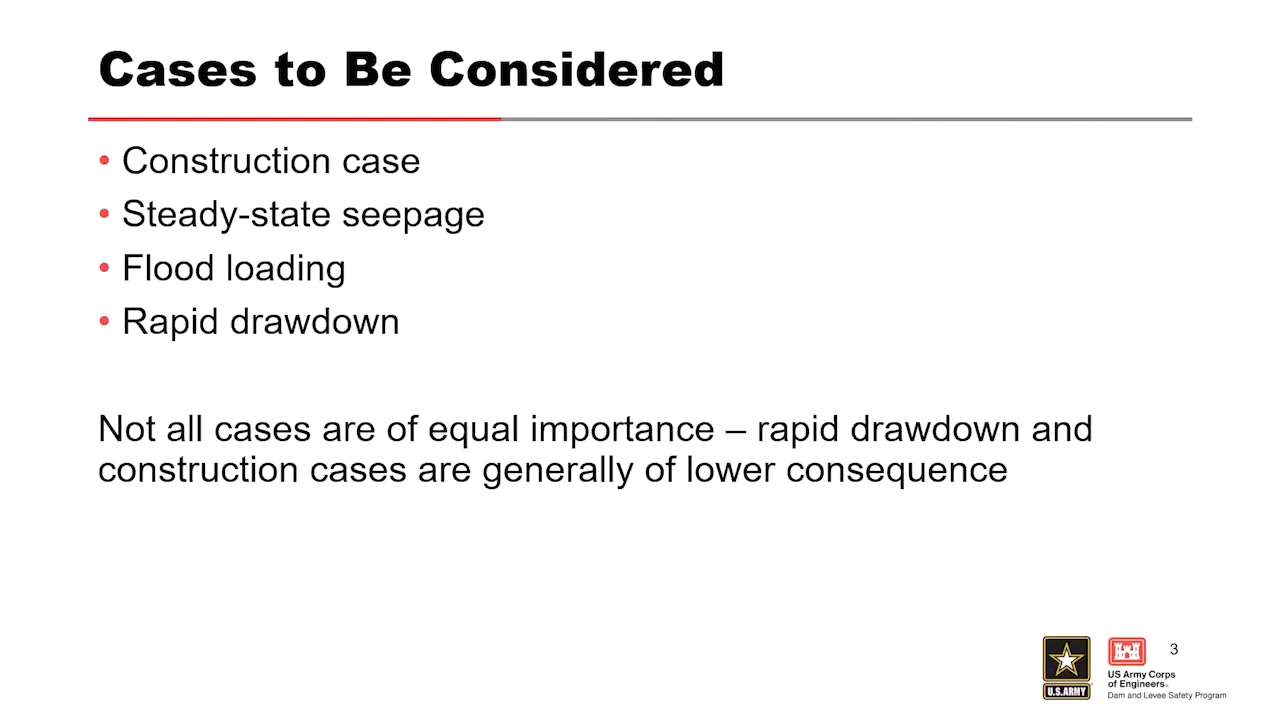 Cases to Be Considered
• Construction case
• Steady-state seepage
• Flood loading
• Rapid drawdown
Not all cases are of equal importance – rapid drawdown and
construction cases are generally of lower consequence
3
U.S.ARMY
US Army Corps
of Engineers®
Dam and Levee Safety Program